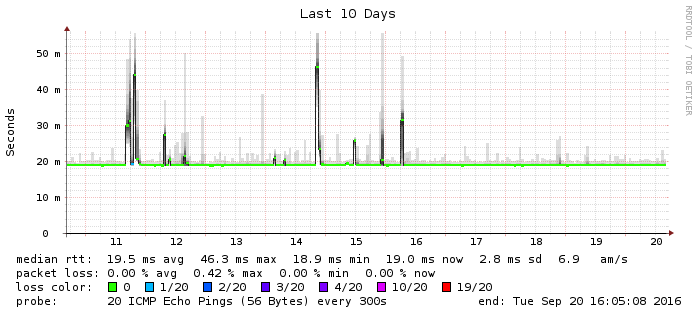 Last 10 Days
RRDTOOL / TOBI OETIKER
Seconds
50 m
40 m
30 m
20 m
10 m
0
11 12 13 14 15 16 17 18 19 20
median rtt: 19.5 ms avg 46.3 ms max 18.9 ms min 19.0 ms now 2.8 ms sd 6.9 am/s
packet loss: 0.00 % avg 0.42 % max 0.00 % min 0.00 % now
loss color: 0 1/20 2/20 3/20 4/20 10/20 19/20
probe: 20 ICMP Echo Pings (56 Bytes) every 300s end: Tue Sep 20 16:05:08 2016